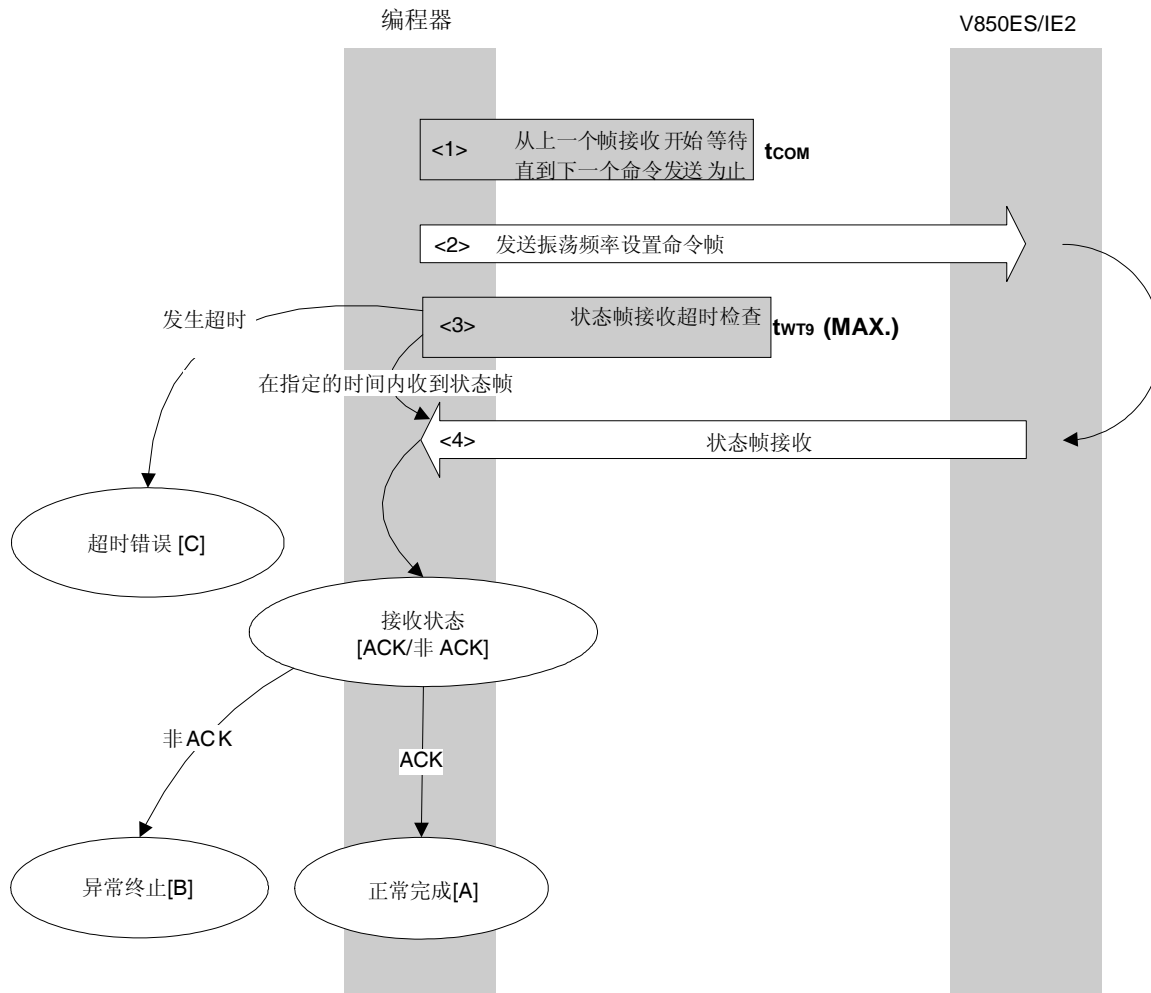 编程器
V850ES/IE2
<1> 从上一个帧接收开始等待
直到下一个命令发送为止
tCOM
<2> 发送振荡频率设置命令帧
发生超时
<3> 状态帧接收超时检查
tWT9 (MAX.)
在指定的时间内收到状态帧
<4> 状态帧接收
超时错误 [C]
接收状态
[ACK/非 ACK]
非ACK
ACK
异常终止[B]
正常完成[A]